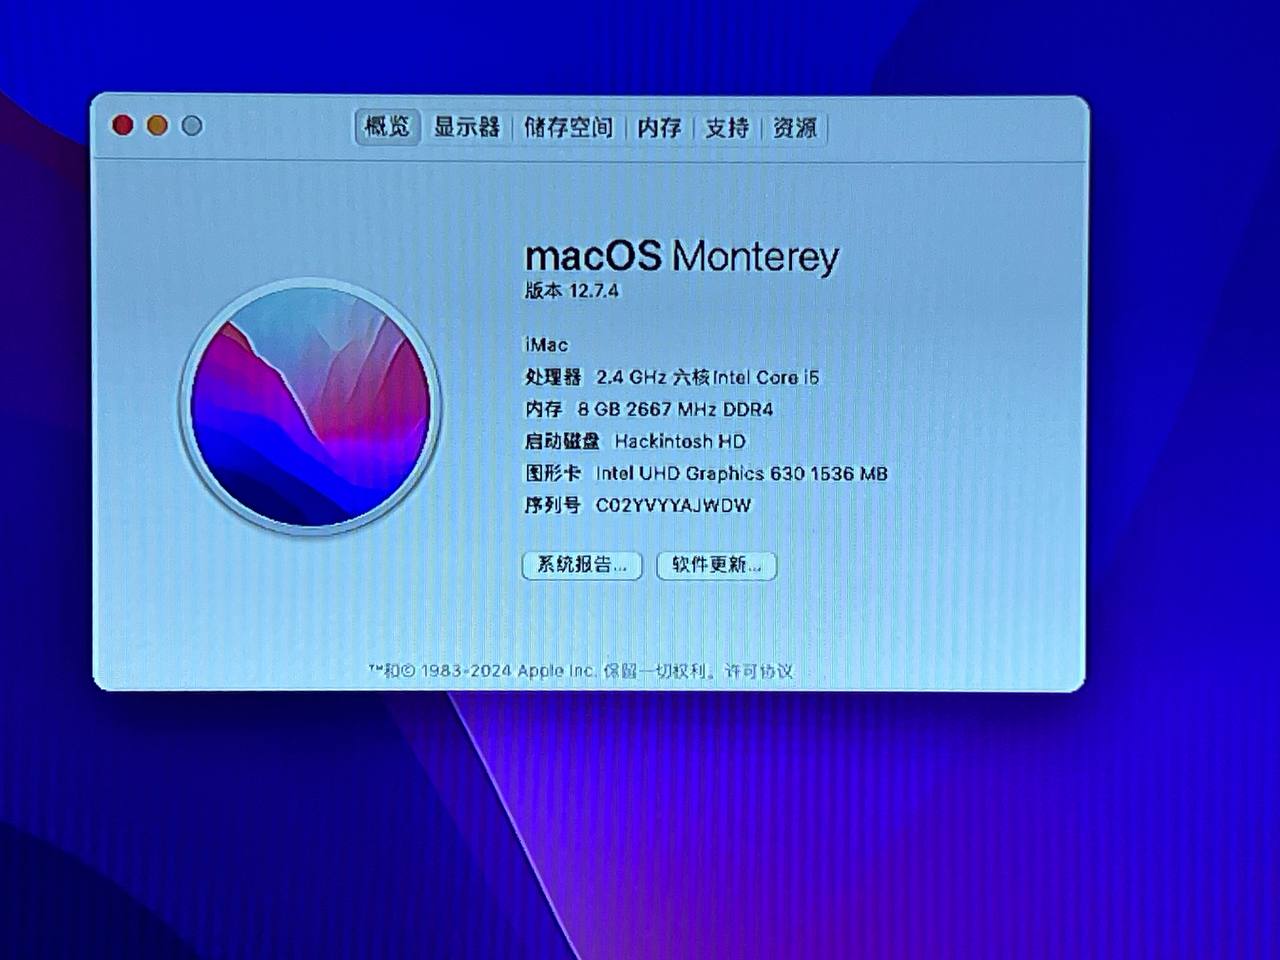 概览 显示器 储存空间 内存 支持 资源
macOS Monterey
版本 12.7.4
iMac
处理器 2.4 GHz 六核Intel Core i5
内存 8 GB 2667 MHz DDR4
启动磁盘 Hackintosh HD
图形卡 Intel UHD Graphics 630 1536 MB
序列号 C02YVYYAJWDW
系统报告... 软件更新...
™和© 1983-2024 Apple Inc. 保留一切权利。许可协议